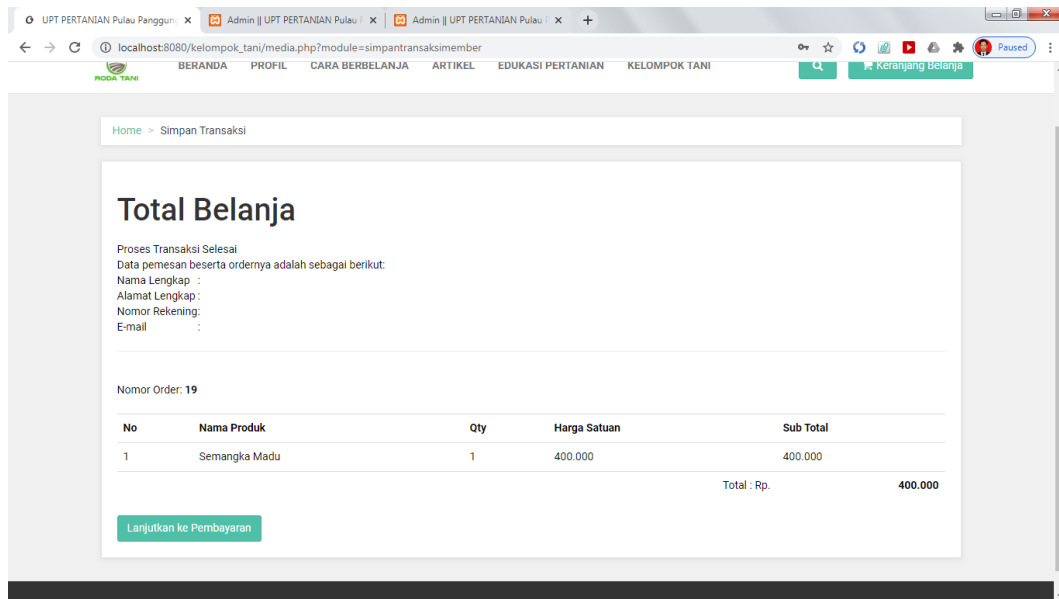 UPT PERTANIAN Pulau Panggung
Admin || UPT PERTANIAN Pulau
Admin || UPT PERTANIAN Pulau
localhost:8080/kelompok_tani/media.php?module=simpantransaksimember
Paused
RODA TANI
BERANDA PROFIL CARA BERBELANJA ARTIKEL EDUKASI PERTANIAN KELOMPOK TANI
Keranjang Belanja
Home > Simpan Transaksi
Total Belanja
Proses Transaksi Selesai
Data pemesan beserta ordernya adalah sebagai berikut:
Nama Lengkap :
Alamat Lengkap :
Nomor Rekening:
E-mail :
Nomor Order: 19
No Nama Produk Qty Harga Satuan Sub Total
1 Semangka Madu 1 400.000 400.000
Total : Rp. 400.000
Lanjutkan ke Pembayaran